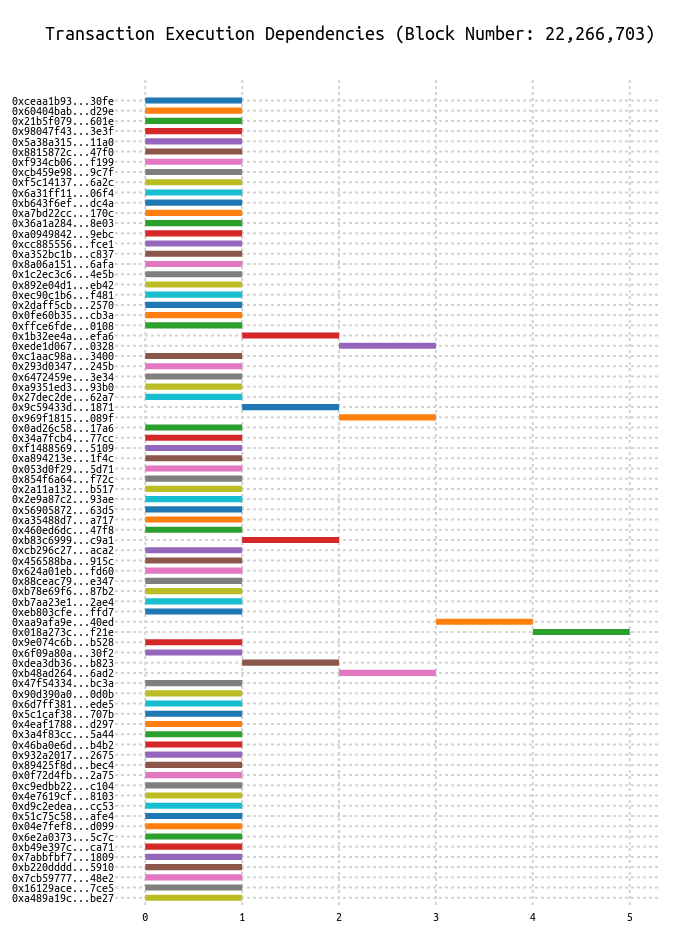 Transaction Execution Dependencies (Block Number: 22,266,703)
0xceaa1b93...30fe
0x60404bab...d29e
0x21b5f079...601e
0x98047f43...3e3f
0x5a38a315...11a0
0x8815872c...47f0
0xf934cb06...f199
0xcb459e98...9c7f
0xf5c14137...6a2c
0x6a31ff11...06f4
0xb643f6ef...dc4a
0xa7bd22cc...170c
0x36a1a284...8e03
0xa0949842...9ebc
0xcc885556...fce1
0xa352bc1b...c837
0x8a06a151...6afa
0x1c2ec3c6...4e5b
0x892e04d1...eb42
0xec90c1b6...f481
0x2daff5cb...2570
0x0fe60b35...cb3a
0xffce6fde...0108
0x1b32ee4a...efa6
0xede1d067...0328
0xc1aac98a...3400
0x293d0347...245b
0x6472459e...3e34
0xa9351ed3...93b0
0x27dec2de...62a7
0x9c59433d...1871
0x969f1815...089f
0x0ad26c58...17a6
0x34a7fcb4...77cc
0xf1488569...5109
0xa894213e...1f4c
0x053d0f29...5d71
0x854f6a64...f72c
0x2a11a132...b517
0x2e9a87c2...93ae
0x56905872...63d5
0xa35488d7...a717
0x460ed6dc...47f8
0xb83c6999...c9a1
0xcb296c27...aca2
0x456588ba...915c
0x624a01eb...fd60
0x88ceac79...e347
0xb78e69f6...87b2
0xb7aa23e1...2ae4
0xeb803cfe...ffd7
0xaa9afa9e...40ed
0x018a273c...f21e
0x9e074c6b...b528
0x6f09a80a...30f2
0xdea3db36...b823
0xb48ad264...6ad2
0x47f54334...bc3a
0x90d390a0...0d0b
0x6d7ff381...ede5
0x5c1caf38...707b
0x4eaf1788...d297
0x3a4f83cc...5a44
0x46ba0e6d...b4b2
0x932a2017...2675
0x89425f8d...bec4
0x0f72d4fb...2a75
0xc9edbb22...c104
0x4e7619cf...8103
0xd9c2edea...cc53
0x51c75c58...afe4
0x04e7fef8...d099
0x6e2a0373...5c7c
0xb49e397c...ca71
0x7abbfbf7...1809
0xb220dddd...5910
0x7cb59777...48e2
0x16129ace...7ce5
0xa489a19c...be27
0 1 2 3 4 5